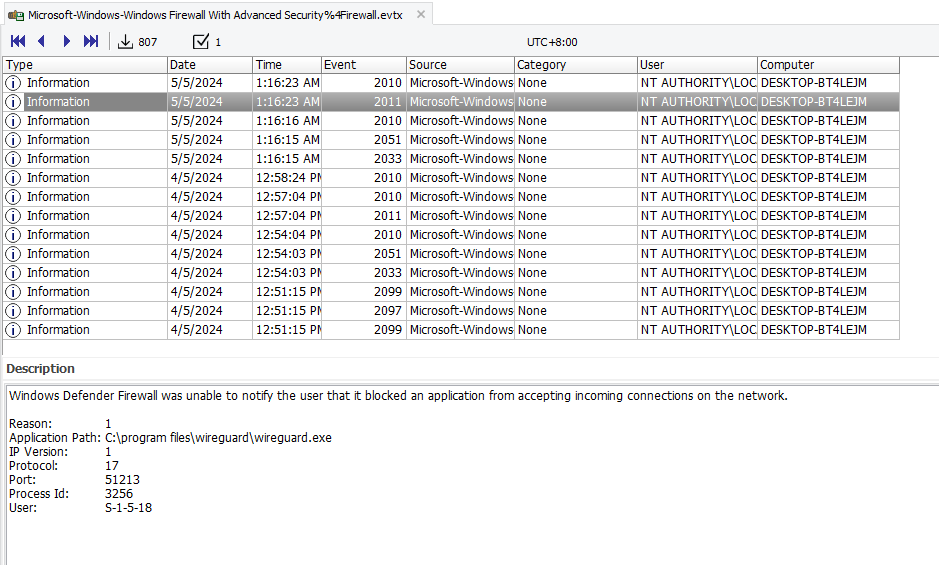 Microsoft-Windows-Windows Firewall With Advanced Security%4Firewall.evtx
807 1 UTC+8:00
Type Date Time Event Source Category User Computer
Information 5/5/2024 1:16:23 AM 2010 Microsoft-Windows None NT AUTHORITY\LOC DESKTOP-BT4LEJM
Information 5/5/2024 1:16:23 AM 2011 Microsoft-Windows None NT AUTHORITY\LOC DESKTOP-BT4LEJM
Information 5/5/2024 1:16:16 AM 2010 Microsoft-Windows None NT AUTHORITY\LOC DESKTOP-BT4LEJM
Information 5/5/2024 1:16:15 AM 2051 Microsoft-Windows None NT AUTHORITY\LOC DESKTOP-BT4LEJM
Information 5/5/2024 1:16:15 AM 2033 Microsoft-Windows None NT AUTHORITY\LOC DESKTOP-BT4LEJM
Information 4/5/2024 12:58:24 PM 2010 Microsoft-Windows None NT AUTHORITY\LOC DESKTOP-BT4LEJM
Information 4/5/2024 12:57:04 PM 2010 Microsoft-Windows None NT AUTHORITY\LOC DESKTOP-BT4LEJM
Information 4/5/2024 12:57:04 PM 2011 Microsoft-Windows None NT AUTHORITY\LOC DESKTOP-BT4LEJM
Information 4/5/2024 12:54:04 PM 2010 Microsoft-Windows None NT AUTHORITY\LOC DESKTOP-BT4LEJM
Information 4/5/2024 12:54:03 PM 2051 Microsoft-Windows None NT AUTHORITY\LOC DESKTOP-BT4LEJM
Information 4/5/2024 12:54:03 PM 2033 Microsoft-Windows None NT AUTHORITY\LOC DESKTOP-BT4LEJM
Information 4/5/2024 12:51:15 PM 2099 Microsoft-Windows None NT AUTHORITY\LOC DESKTOP-BT4LEJM
Information 4/5/2024 12:51:15 PM 2097 Microsoft-Windows None NT AUTHORITY\LOC DESKTOP-BT4LEJM
Information 4/5/2024 12:51:15 PM 2099 Microsoft-Windows None NT AUTHORITY\LOC DESKTOP-BT4LEJM
Description
Windows Defender Firewall was unable to notify the user that it blocked an application from accepting incoming connections on the network.
Reason: 1
Application Path: C:\program files\wireguard\wireguard.exe
IP Version: 1
Protocol: 17
Port: 51213
Process Id: 3256
User: S-1-5-18